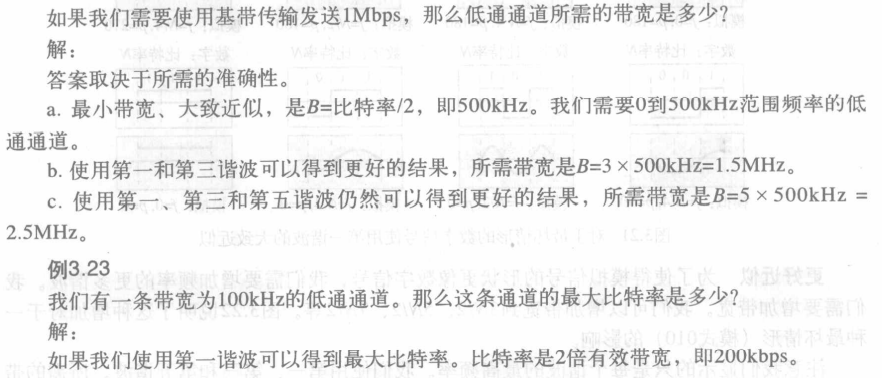 如果我们需要使用基带传输发送1Mbps，那么低通通道所需的带宽是多少？
解：
答案取决于所需的准确性。
a. 最小带宽、大致近似，是B=比特率/2，即500kHz。我们需要0到500kHz范围频率的低
通通道。
b. 使用第一和第三谐波可以得到更好的结果，所需带宽是B=3×500kHz=1.5MHz。
c. 使用第一、第三和第五谐波仍然可以得到更好的结果，所需带宽是B=5×500kHz =
2.5MHz。
例3.23
我们有一条带宽为100kHz的低通通道。那么这条通道的最大比特率是多少？
解：
如果我们使用第一谐波可以得到最大比特率。比特率是2倍有效带宽，即200kbps。